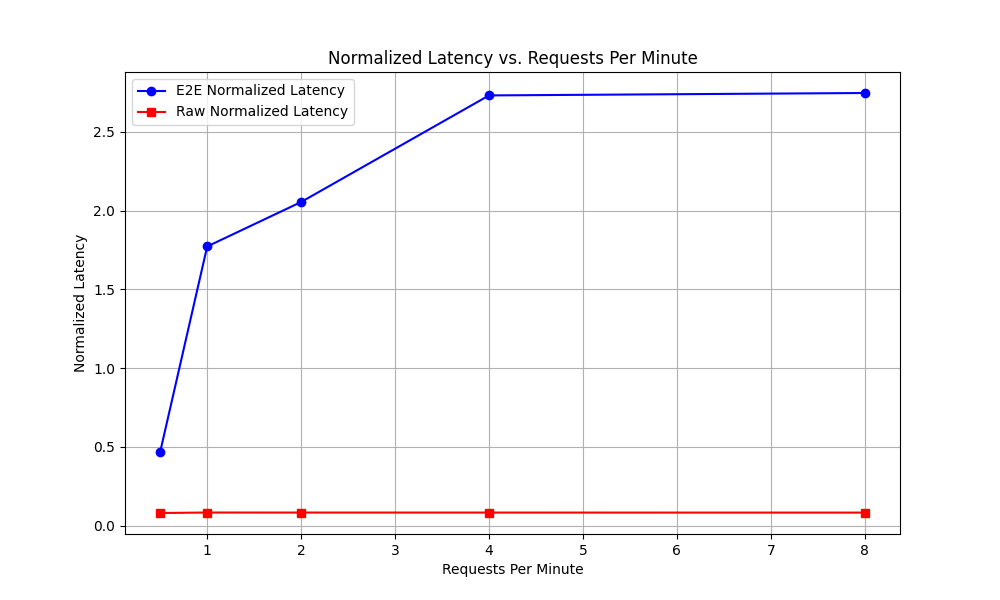 Normalized Latency vs. Requests Per Minute
E2E Normalized Latency
Raw Normalized Latency
Normalized Latency
2.5
2.0
1.5
1.0
0.5
0.0
1 2 3 4 5 6 7 8
Requests Per Minute